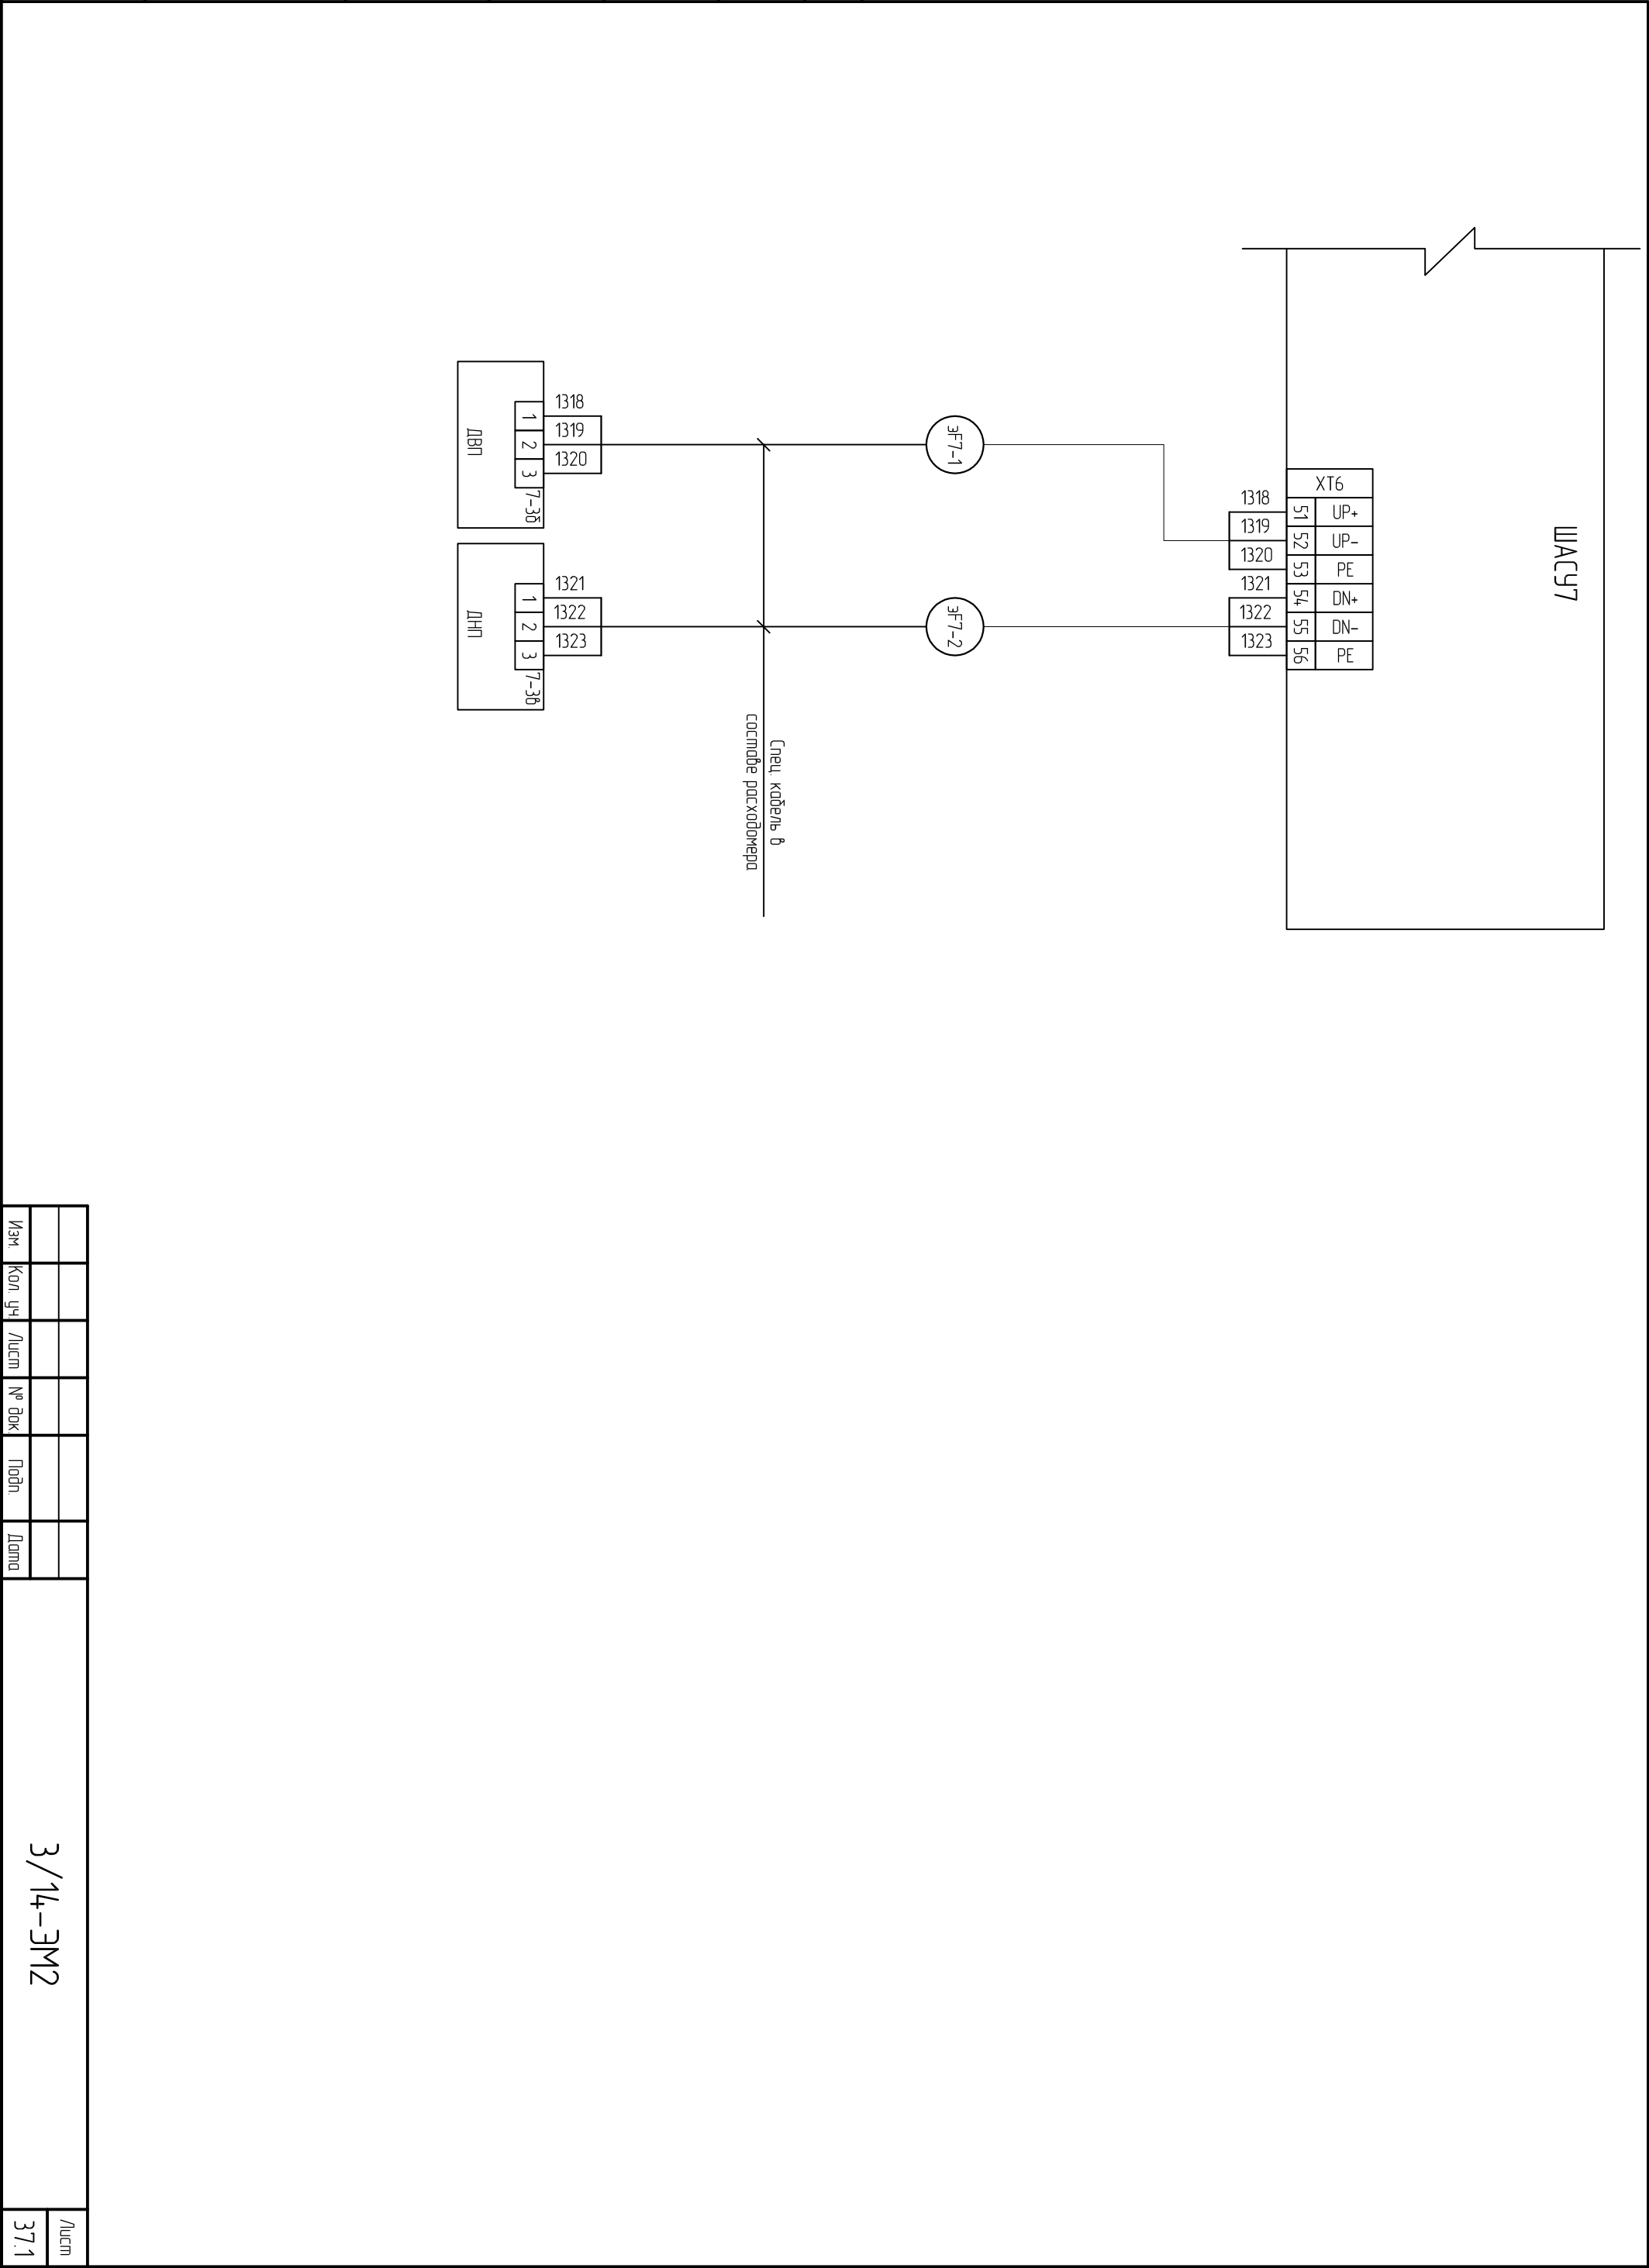 ШАСУ7
ХТ6
51 UP+
52 UP-
53 PE
54 DN+
55 DN-
56 PE
1318
1319
1320
1321
1322
1323
эF7-1
эF7-2
Спец. кабель в
составе расходомера
1318
1319
1320
1 2 3
7-3б
ДВП
1321
1322
1323
1 2 3
7-3в
ДНП
Изм. Кол. уч. Лист № док. Подп. Дата
3/14-ЭМ2
Лист
37.1